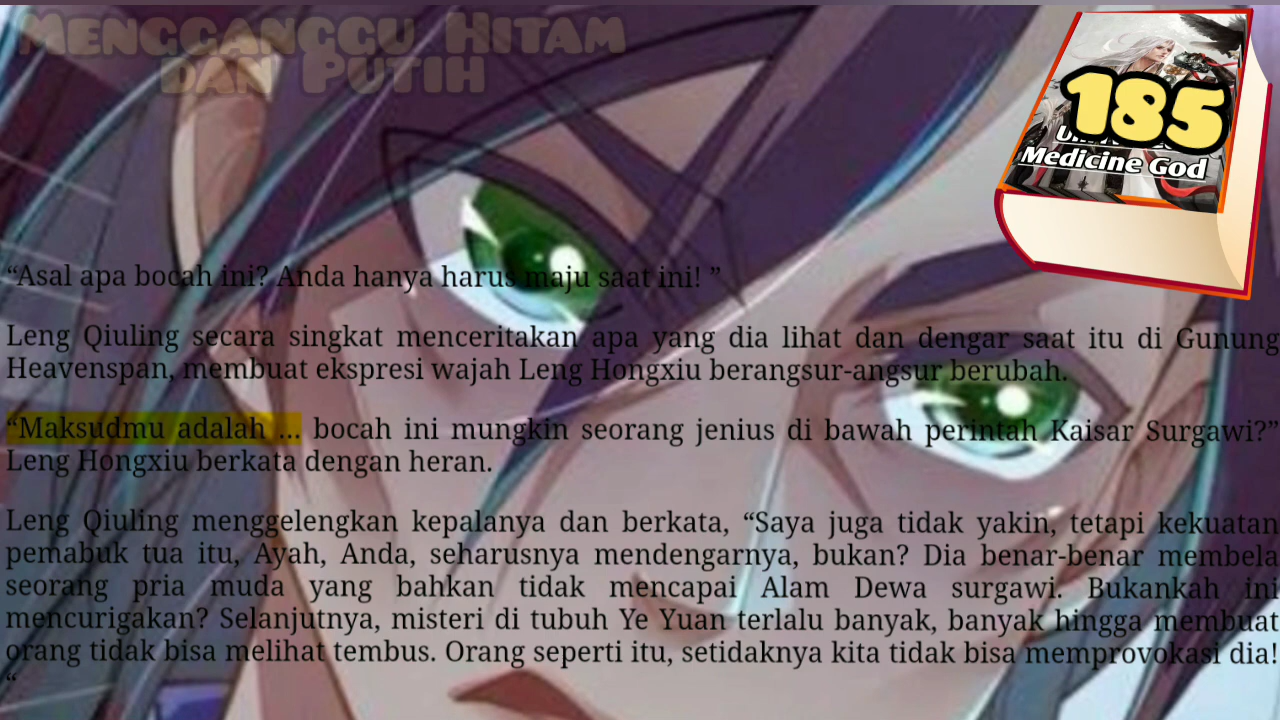 Mengganggu Hitam
dan Putih
185
Medicine God
“Asal apa bocah ini? Anda hanya harus maju saat ini! ”
Leng Qiuling secara singkat menceritakan apa yang dia lihat dan dengar saat itu di Gunung
Heavenspan, membuat ekspresi wajah Leng Hongxiu berangsur-angsur berubah.
“Maksudmu adalah ... bocah ini mungkin seorang jenius di bawah perintah Kaisar Surgawi?”
Leng Hongxiu berkata dengan heran.
Leng Qiuling menggelengkan kepalanya dan berkata, “Saya juga tidak yakin, tetapi kekuatan
pemabuk tua itu, Ayah, Anda, seharusnya mendengarnya, bukan? Dia benar-benar membela
seorang pria muda yang bahkan tidak mencapai Alam Dewa surgawi. Bukankah ini
mencurigakan? Selanjutnya, misteri di tubuh Ye Yuan terlalu banyak, banyak hingga membuat
orang tidak bisa melihat tembus. Orang seperti itu, setidaknya kita tidak bisa memprovokasi dia!
“